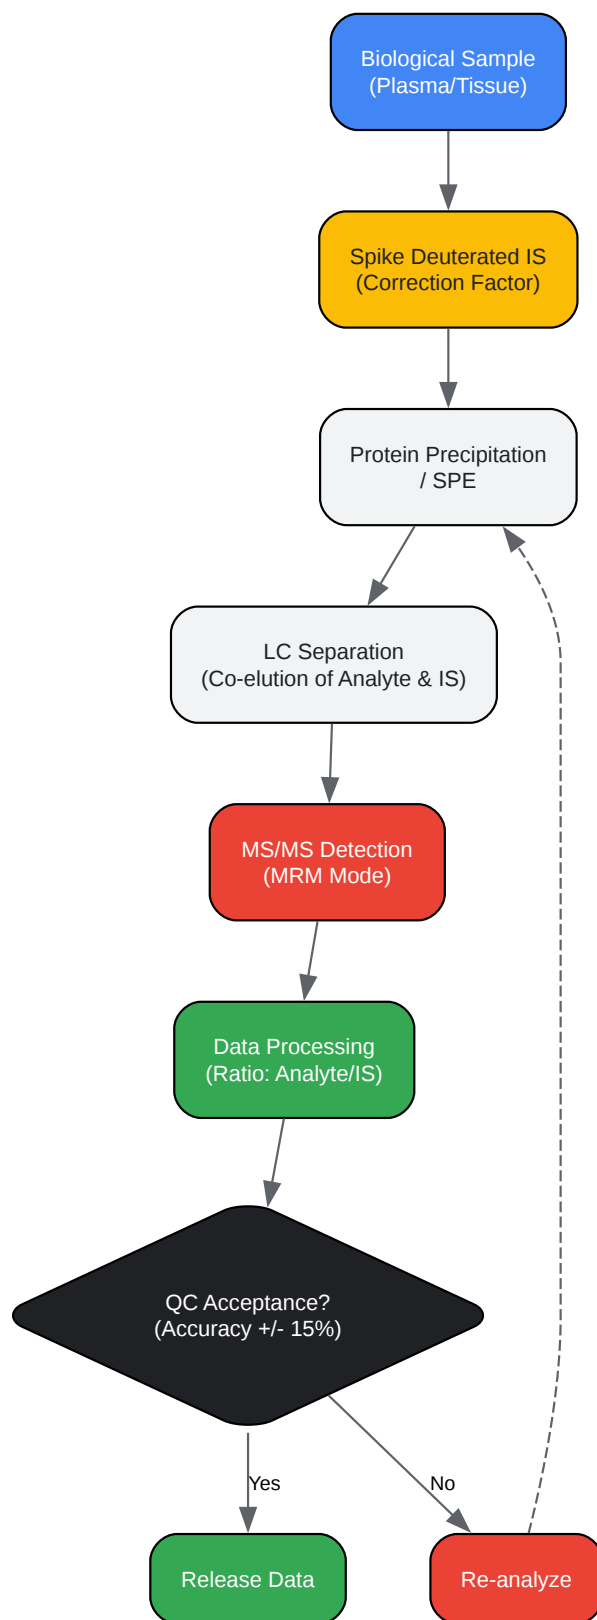 Biological Sample
(Plasma/Tissue)
Spike Deuterated IS
(Correction Factor)
Protein Precipitation
/ SPE
LC Separation
(Co-elution of Analyte & IS)
MS/MS Detection
(MRM Mode)
Data Processing
(Ratio: Analyte/IS)
QC Acceptance?
(Accuracy +/- 15%)
Yes
No
Release Data
Re-analyze